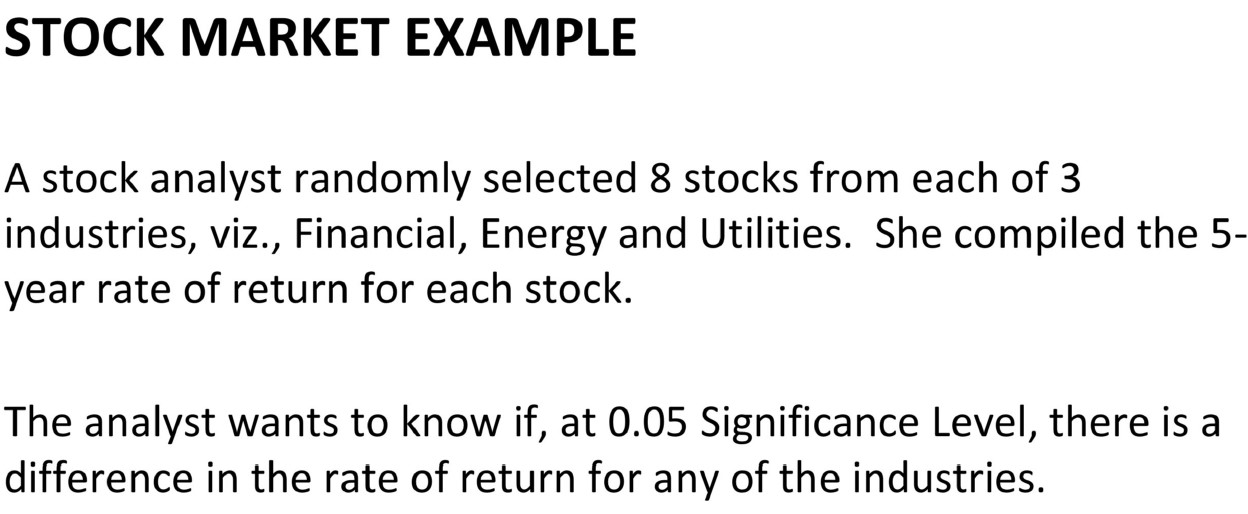 STOCK MARKET EXAMPLE
A stock analyst randomly selected 8 stocks from each of 3
industries, viz., Financial, Energy and Utilities.  She compiled the 5-
year rate of return for each stock.
The analyst wants to know if, at 0.05 Significance Level, there is a
difference in the rate of return for any of the industries.